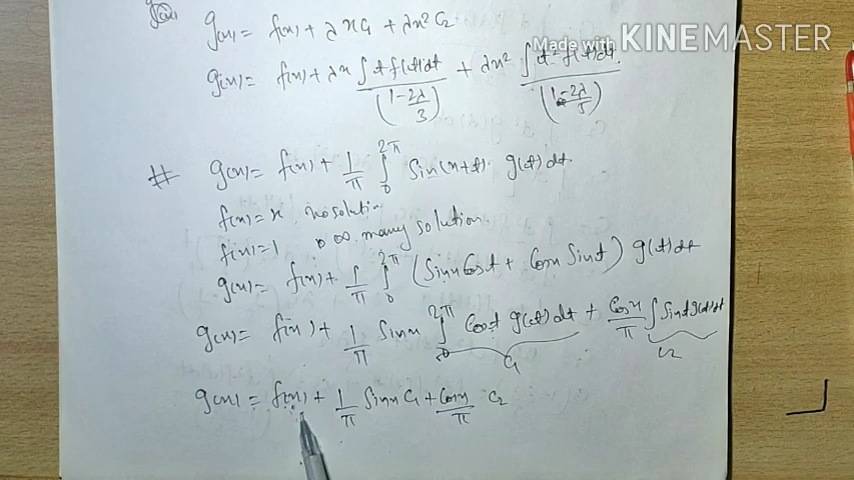 g(x) = f(x) + λxC₁ + λx² C₂
Made with KINEMASTER
g(x) = f(x) + λx ∫ t f(t)dt / (1 - 2λ/3) + λx² ∫ t² f(t)dt. / (1 - 2λ/5)
# g(x) = f(x) + 1/π ∫₀^2π Sin(x+t) g(t)dt
f(x) = x no solution
f(x) = 1 ∞ many solution.
g(x) = f(x) + 1/π ∫₀^2π (Sinx Cost + Cosx Sint) g(t)dt
g(x) = f(x) + 1/π Sinx ∫₀^2π Cost g(t)dt + Cosx/π ∫ Sint g(t)dt
C₁ C₂
g(x) = f(x) + 1/π Sinx C₁ + Cosx/π C₂